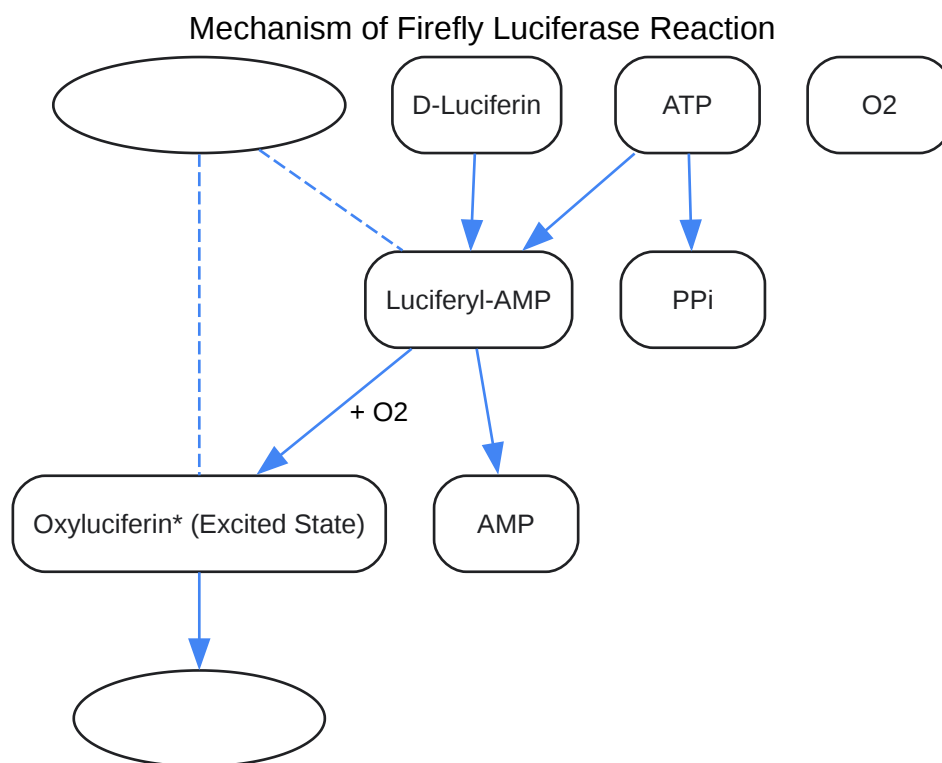 Mechanism of Firefly Luciferase Reaction
D-Luciferin
ATP
O2
Luciferyl-AMP
PPi
+ O2
Oxyluciferin* (Excited State)
AMP